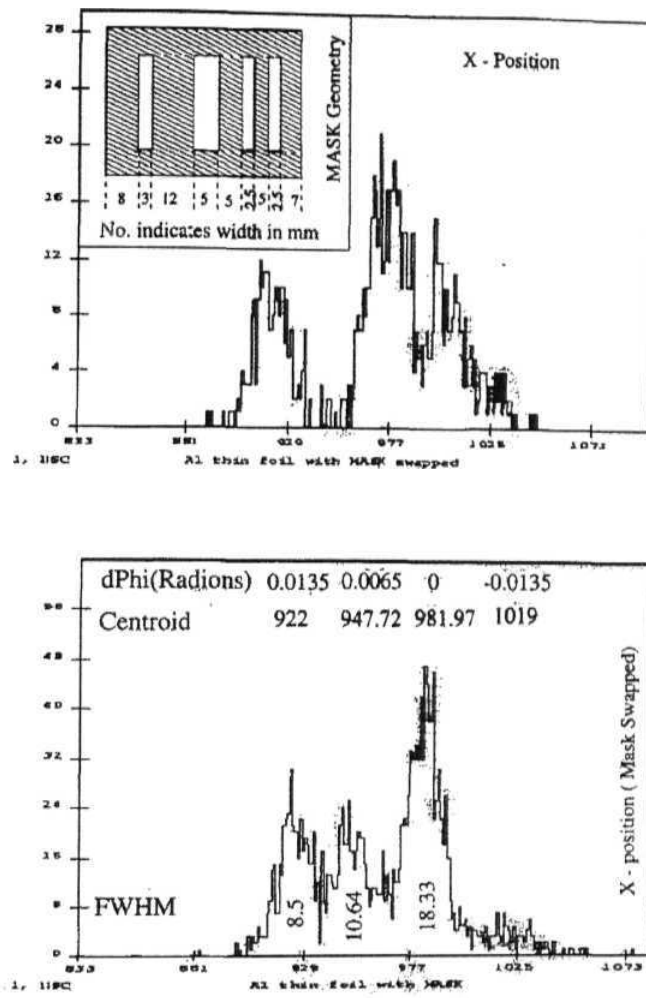 28
26
20
16
12
8
4
0
X - Position
MASK Geometry
8 3 12 5 5 2.5 5 2.5 7
No. indicates width in mm
833 881 929 977 1025 1073
Al thin foil with MASK swapped
dPhi(Radions) 0.0135 0.0065 0 -0.0135
Centroid 922 947.72 981.97 1019
48
40
32
24
8
0
X - position ( Mask Swapped)
FWHM 8.5 10.64 18.33
833 881 929 977 1025 1073
Al thin foil with MASK